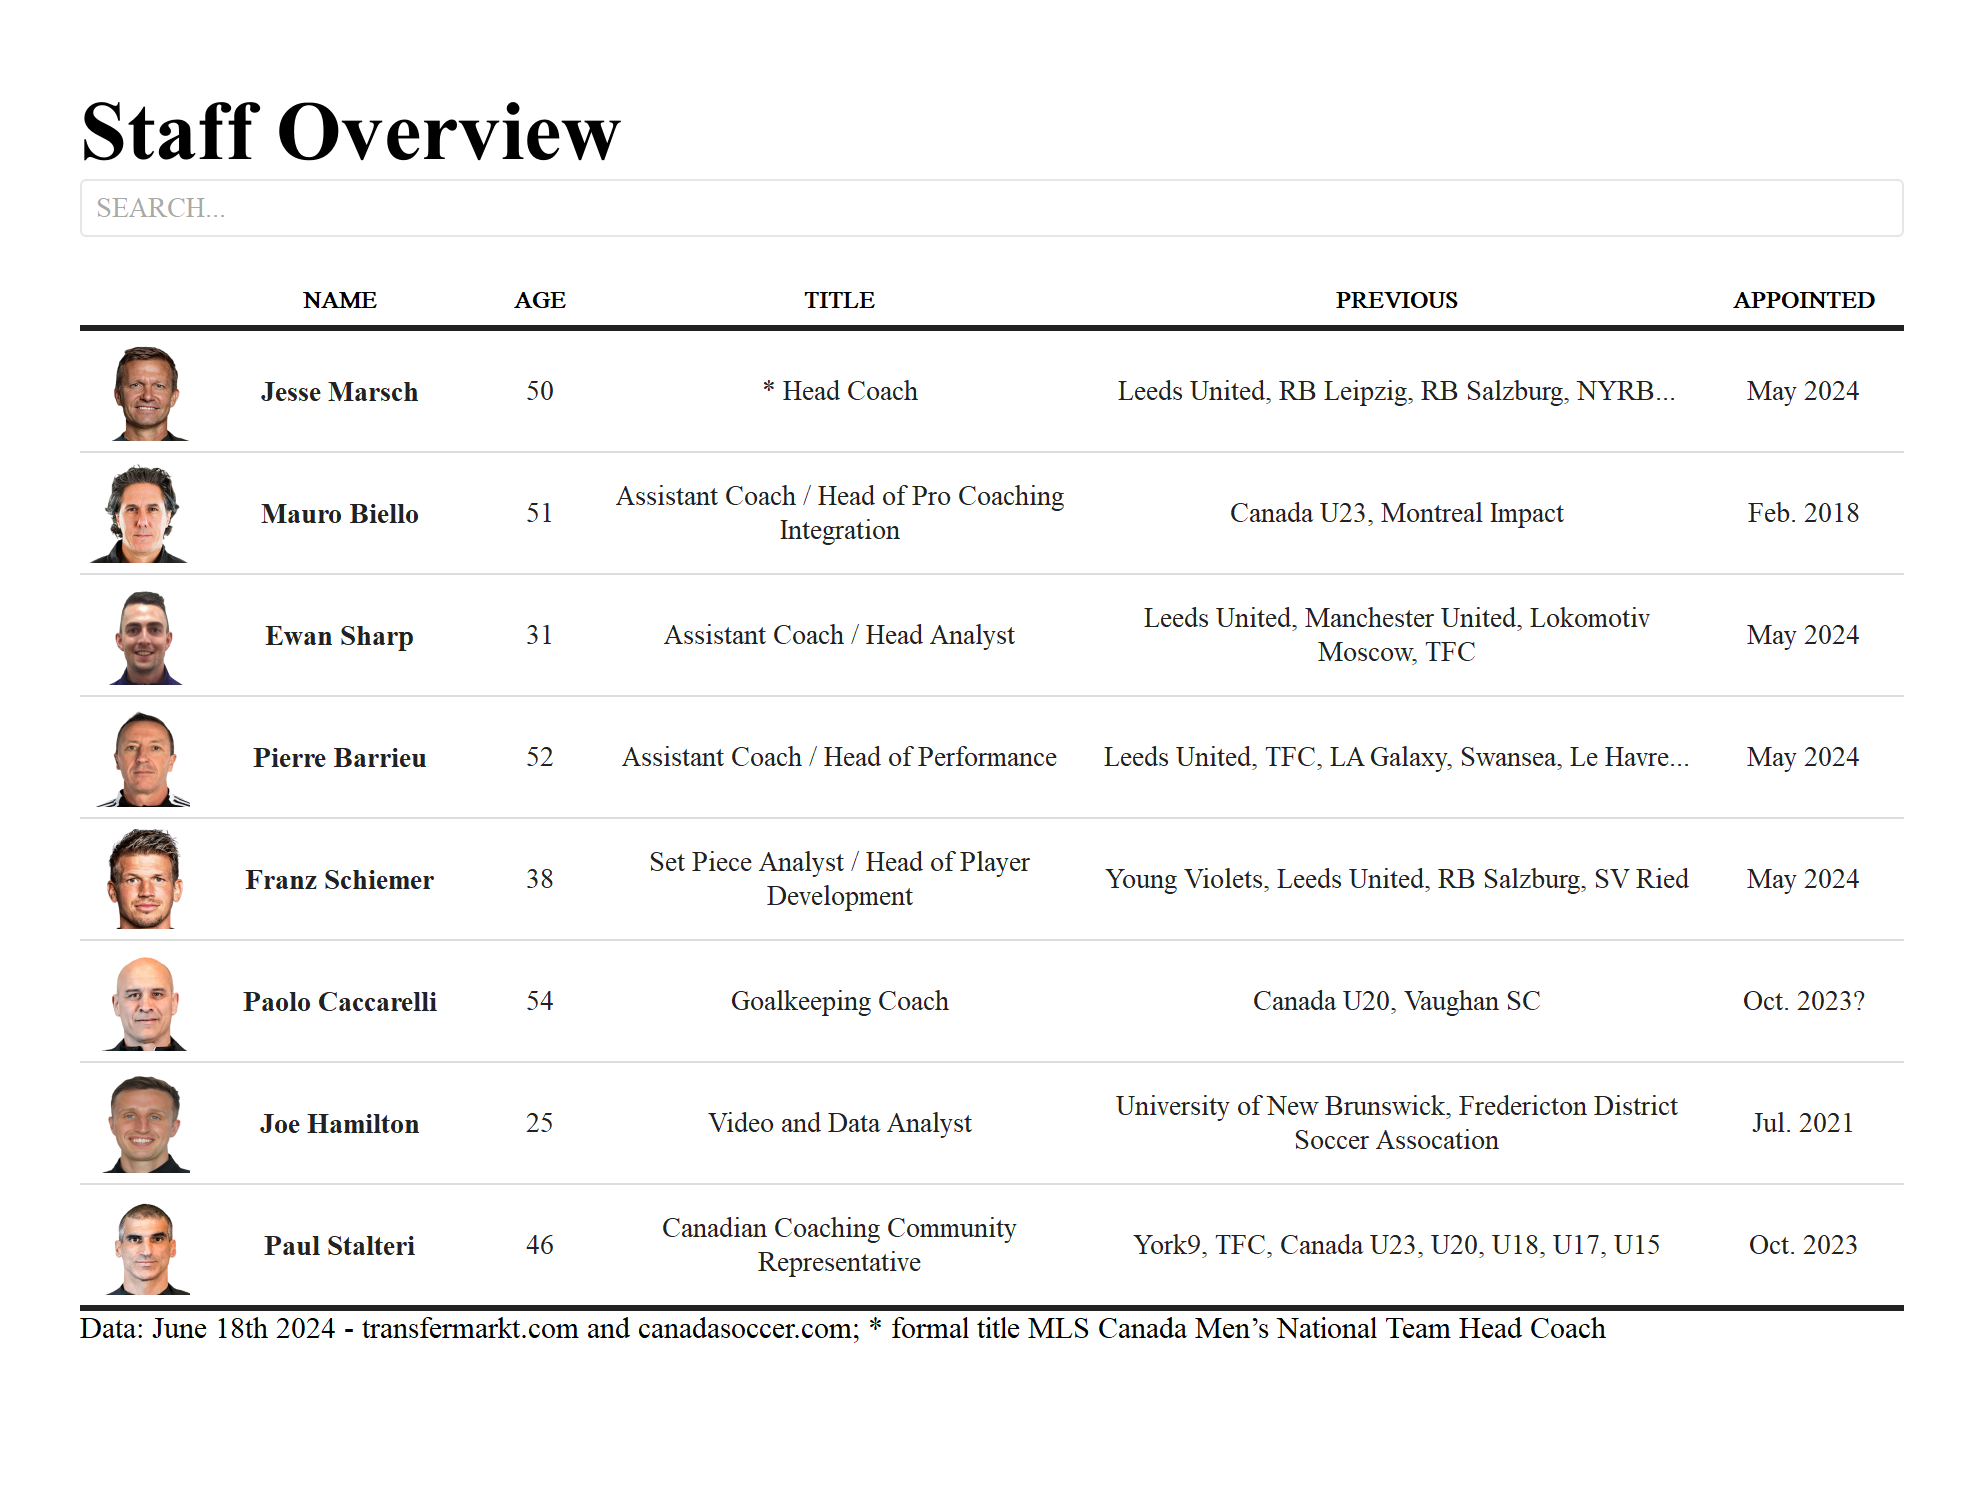 Staff Overview
SEARCH...
NAME AGE TITLE PREVIOUS APPOINTED
Jesse Marsch 50 * Head Coach Leeds United, RB Leipzig, RB Salzburg, NYRB... May 2024
Mauro Biello 51 Assistant Coach / Head of Pro Coaching
Integration Canada U23, Montreal Impact Feb. 2018
Ewan Sharp 31 Assistant Coach / Head Analyst Leeds United, Manchester United, Lokomotiv
Moscow, TFC May 2024
Pierre Barrieu 52 Assistant Coach / Head of Performance Leeds United, TFC, LA Galaxy, Swansea, Le Havre... May 2024
Franz Schiemer 38 Set Piece Analyst / Head of Player
Development Young Violets, Leeds United, RB Salzburg, SV Ried May 2024
Paolo Caccarelli 54 Goalkeeping Coach Canada U20, Vaughan SC Oct. 2023?
Joe Hamilton 25 Video and Data Analyst University of New Brunswick, Fredericton District
Soccer Assocation Jul. 2021
Paul Stalteri 46 Canadian Coaching Community
Representative York9, TFC, Canada U23, U20, U18, U17, U15 Oct. 2023
Data: June 18th 2024 - transfermarkt.com and canadasoccer.com; * formal title MLS Canada Men’s National Team Head Coach